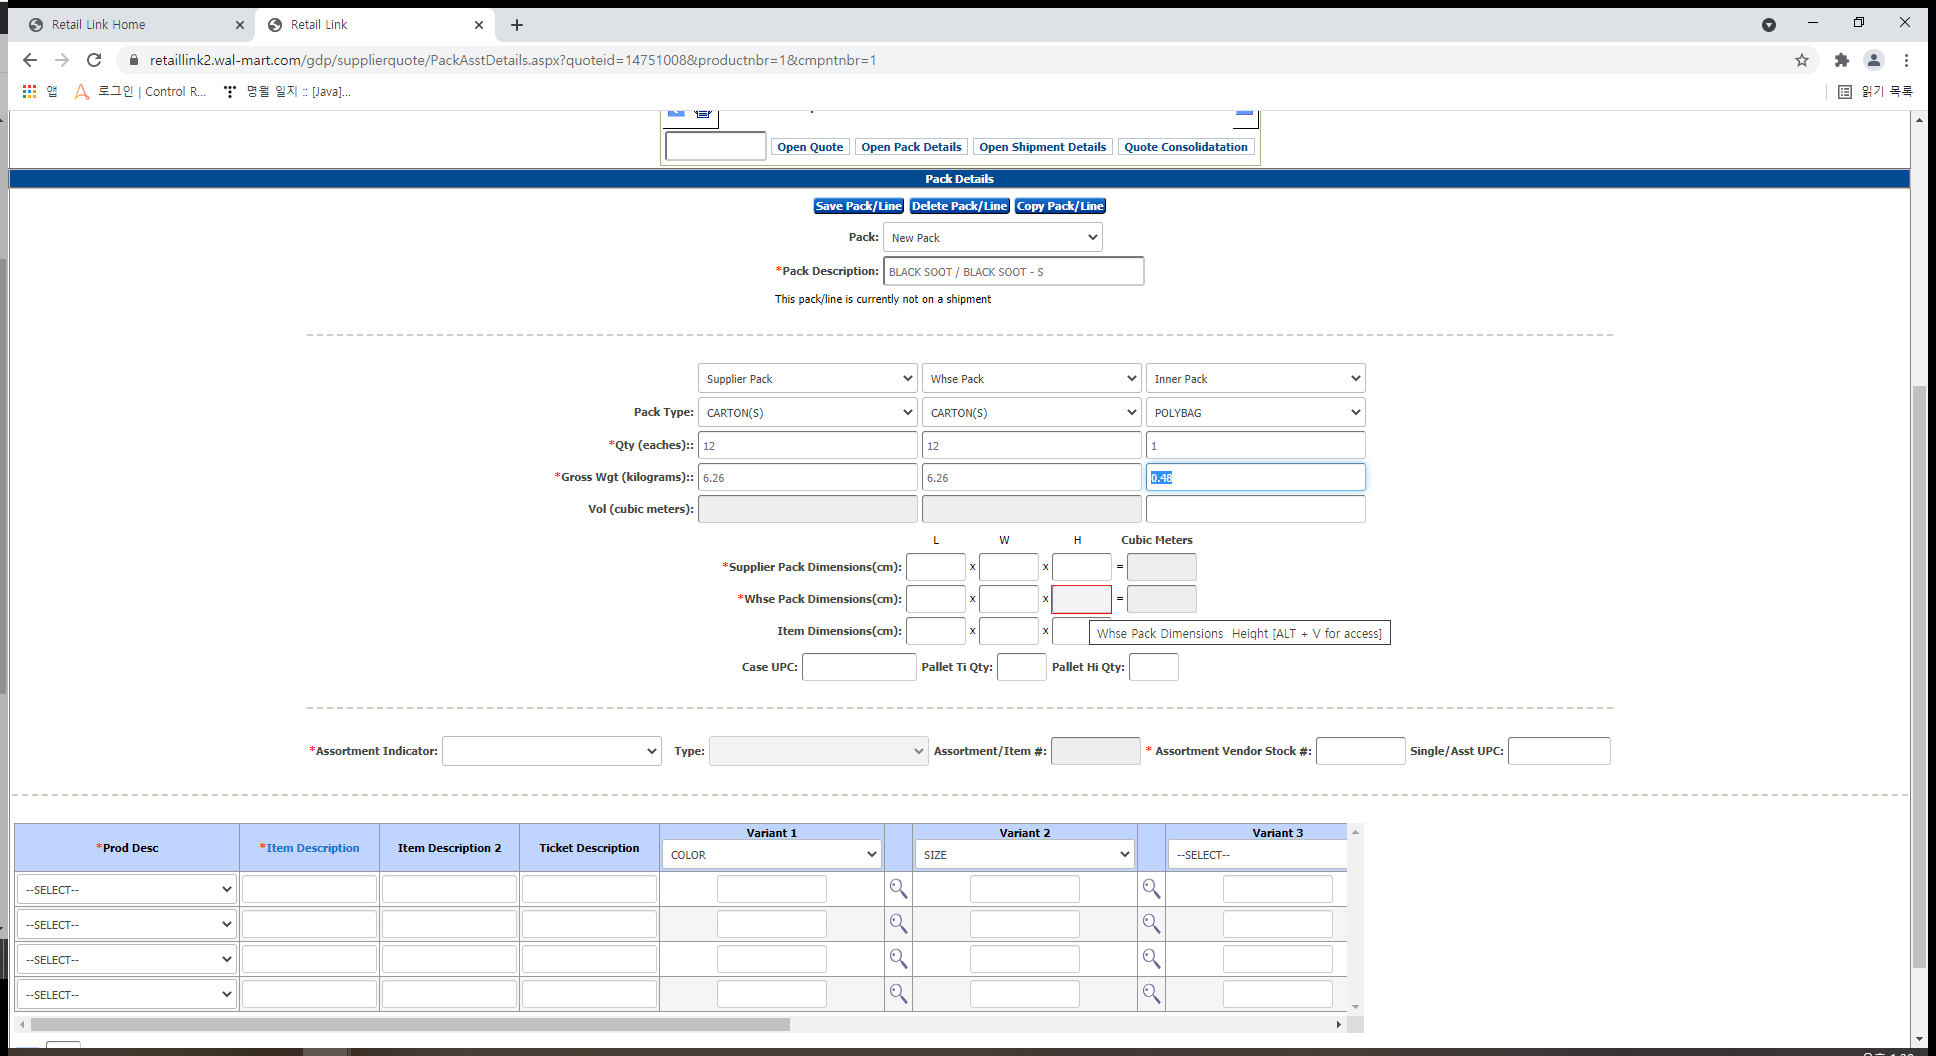 Retail Link Home
Retail Link
retaillink2.wal-mart.com/gdp/supplierquote/PackAsstDetails.aspx?quoteid=14751008&productnbr=1&cmpntnbr=1
앱 로그인 | Control R... 명월 일지 :: [Java]... 읽기 목록
Open Quote Open Pack Details Open Shipment Details Quote Consolidatation
Pack Details
Save Pack/Line Delete Pack/Line Copy Pack/Line
Pack: New Pack
*Pack Description: BLACK SOOT / BLACK SOOT - S
This pack/line is currently not on a shipment
Supplier Pack Whse Pack Inner Pack
Pack Type: CARTON(S) CARTON(S) POLYBAG
*Qty (eaches):: 12 12 1
*Gross Wgt (kilograms):: 6.26 6.26 0.48
Vol (cubic meters):
L W H Cubic Meters
*Supplier Pack Dimensions(cm): x x =
*Whse Pack Dimensions(cm): x x =
Item Dimensions(cm): x x
Whse Pack Dimensions Height [ALT + V for access]
Case UPC: Pallet Ti Qty: Pallet Hi Qty:
*Assortment Indicator: Type: Assortment/Item #: * Assortment Vendor Stock #: Single/Asst UPC:
*Prod Desc *Item Description Item Description 2 Ticket Description Variant 1 Variant 2 Variant 3
COLOR SIZE --SELECT--
--SELECT--
--SELECT--
--SELECT--
--SELECT--